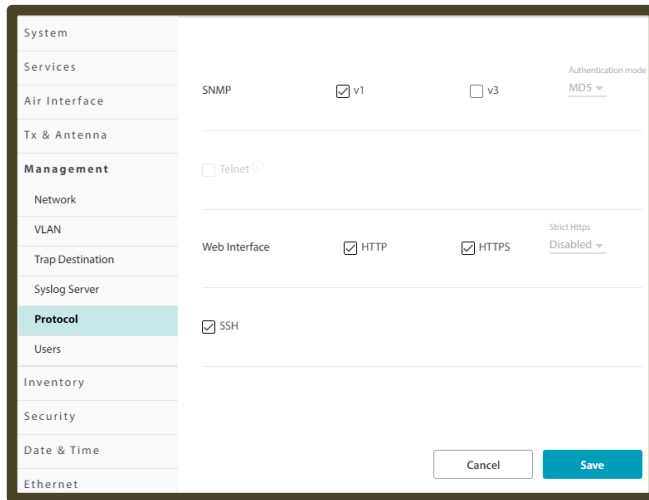 System
Services
Air Interface
Tx & Antenna
Management
Network
VLAN
Trap Destination
Syslog Server
Protocol
Users
Inventory
Security
Date & Time
Ethernet
Authentication mode
SNMP v1 v3 MD5
Telnet
Strict Https
Web Interface HTTP HTTPS Disabled
SSH
Cancel Save